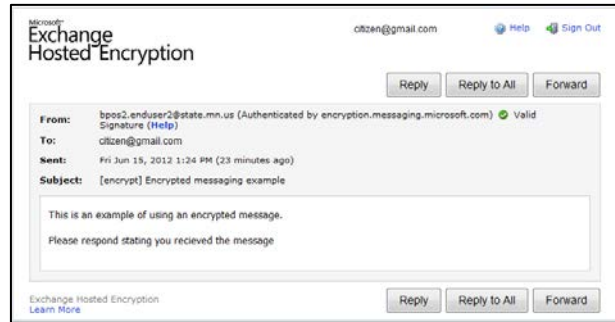 Microsoft®
Exchange
Hosted Encryption
citizen@gmail.com Help Sign Out
Reply Reply to All Forward
From: bpos2.enduser2@state.mn.us (Authenticated by encryption.messaging.microsoft.com) Valid
Signature (Help)
To: citizen@gmail.com
Sent: Fri Jun 15, 2012 1:24 PM (23 minutes ago)
Subject: [encrypt] Encrypted messaging example
This is an example of using an encrypted message.
Please respond stating you recieved the message
Exchange Hosted Encryption
Learn More
Reply Reply to All Forward